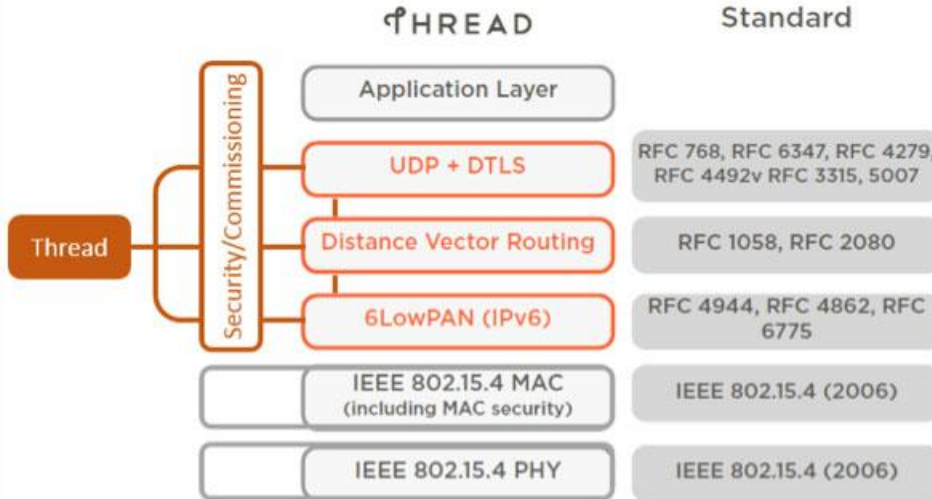 THREAD
Standard
Security/Commissioning
Application Layer
UDP + DTLS
RFC 768, RFC 6347, RFC 4279,
RFC 4492v RFC 3315, 5007
Thread
Distance Vector Routing
RFC 1058, RFC 2080
6LowPAN (IPv6)
RFC 4944, RFC 4862, RFC
6775
IEEE 802.15.4 MAC
(including MAC security)
IEEE 802.15.4 (2006)
IEEE 802.15.4 PHY
IEEE 802.15.4 (2006)